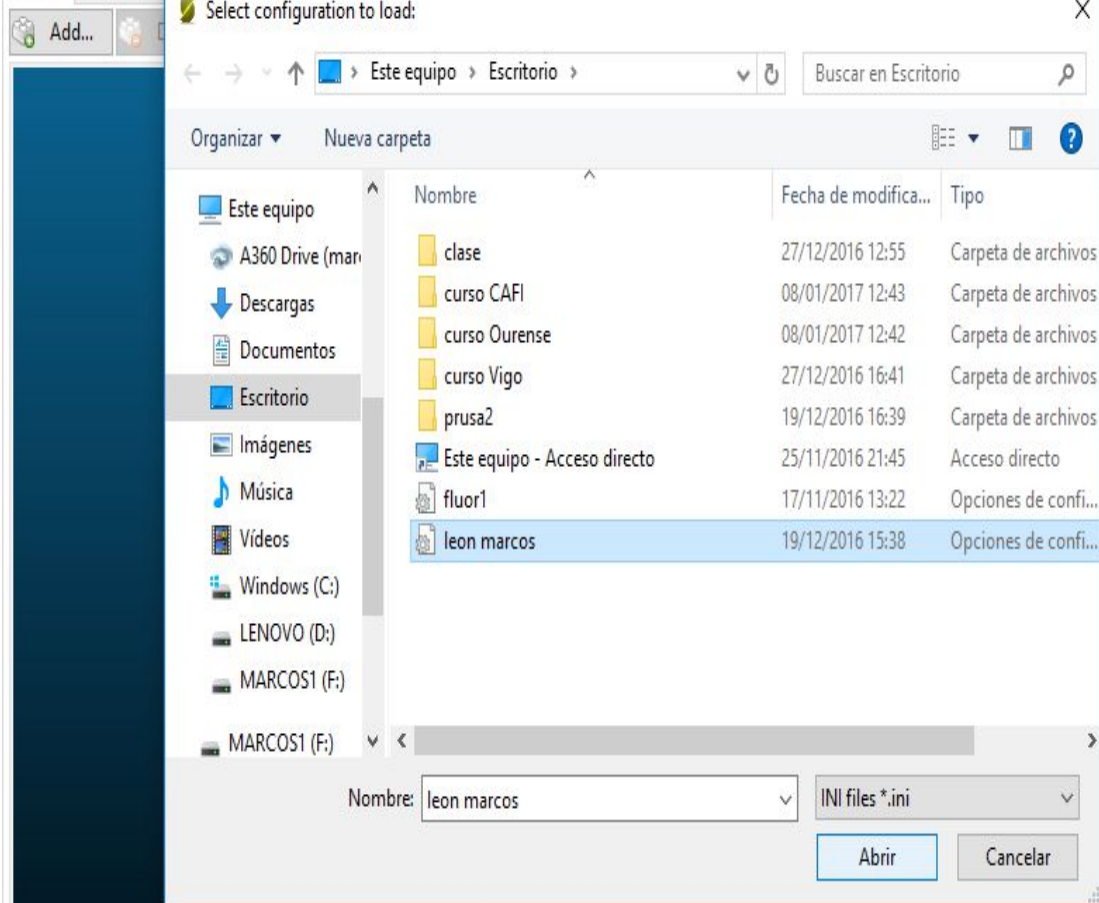 Select configuration to load:
Add...
Este equipo > Escritorio >
Buscar en Escritorio
Organizar
Nueva carpeta
Este equipo
A360 Drive (mar
Descargas
Documentos
Escritorio
Imágenes
Música
Vídeos
Windows (C:)
LENOVO (D:)
MARCOS1 (F:)
MARCOS1 (F:)
Nombre Fecha de modifica... Tipo
clase 27/12/2016 12:55 Carpeta de archivos
curso CAFI 08/01/2017 12:43 Carpeta de archivos
curso Ourense 08/01/2017 12:42 Carpeta de archivos
curso Vigo 27/12/2016 16:41 Carpeta de archivos
prusa2 19/12/2016 16:39 Carpeta de archivos
Este equipo - Acceso directo 25/11/2016 21:45 Acceso directo
fluor1 17/11/2016 13:22 Opciones de confi...
leon marcos 19/12/2016 15:38 Opciones de confi...
Nombre: leon marcos INI files *.ini
Abrir Cancelar